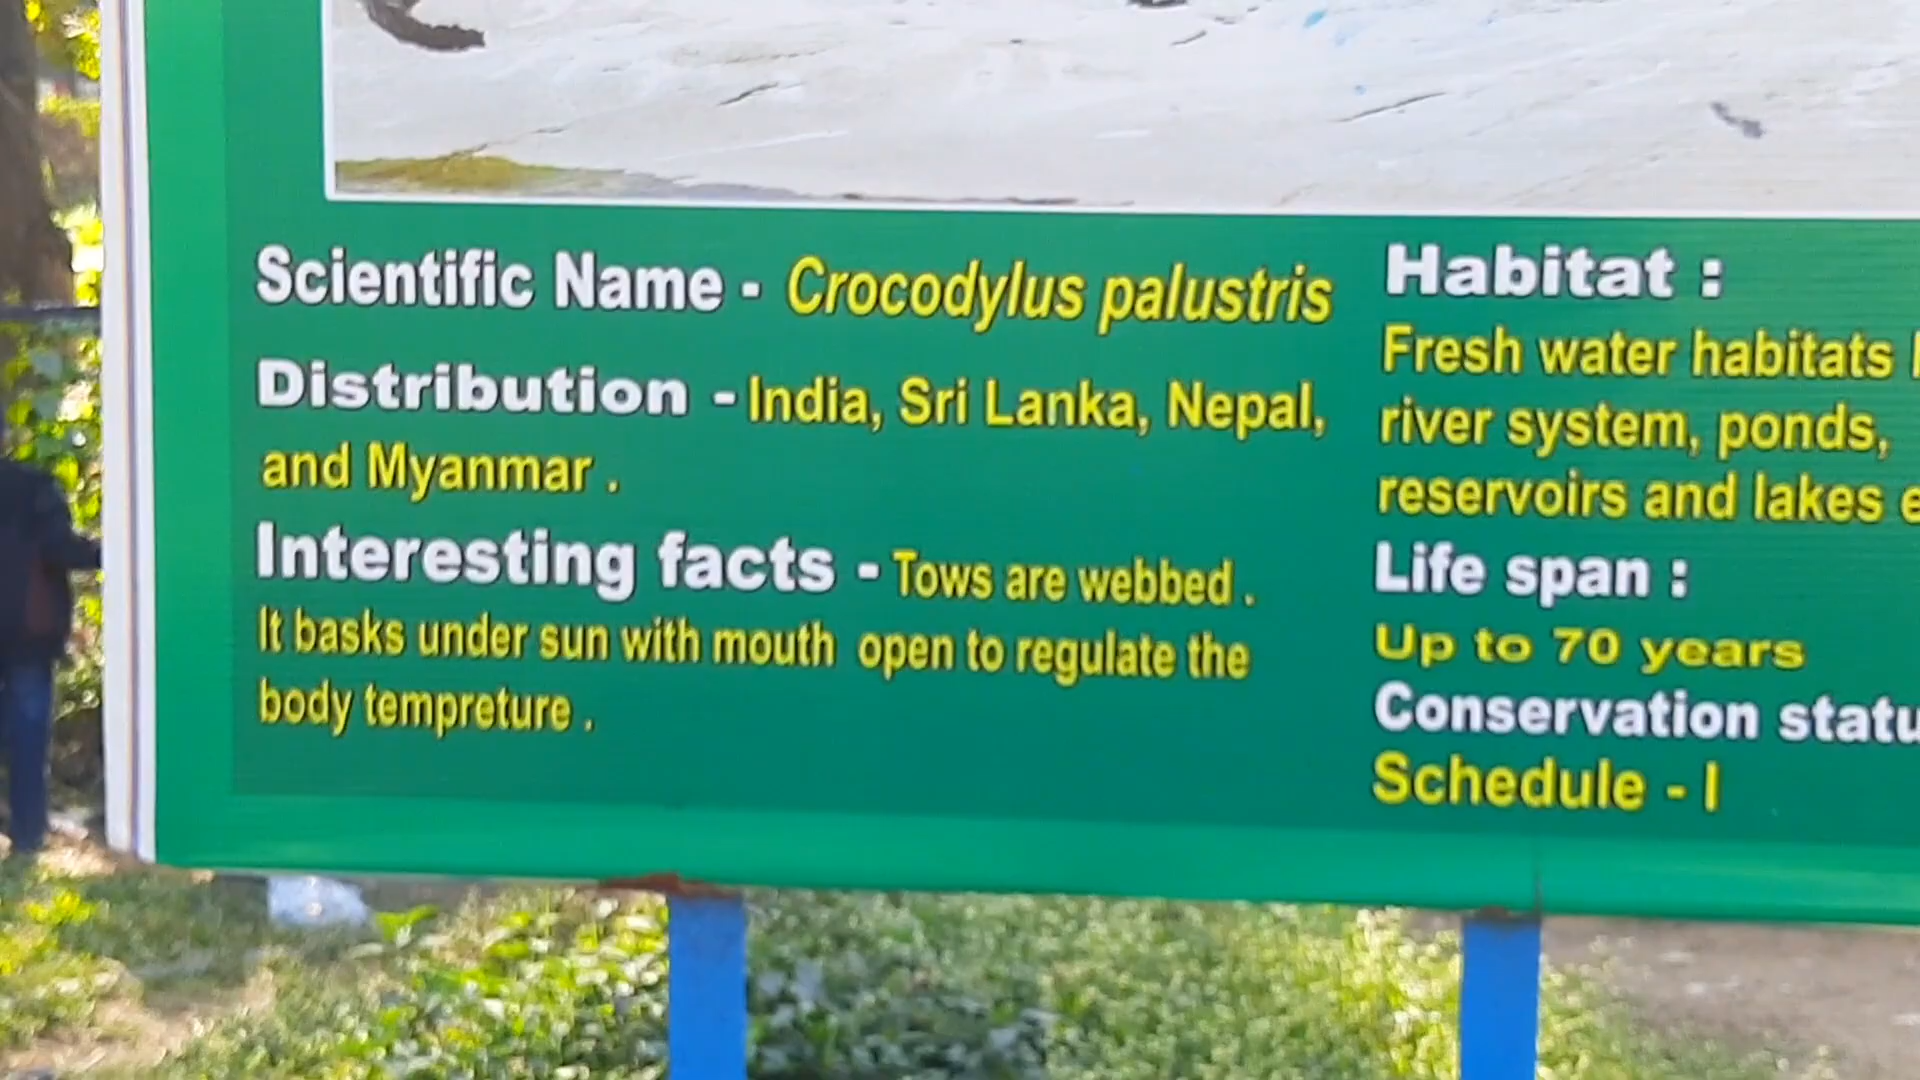 Scientific Name - Crocodylus palustris
Distribution - India, Sri Lanka, Nepal,
and Myanmar .
Interesting facts - Tows are webbed .
It basks under sun with mouth open to regulate the
body tempreture .
Habitat :
Fresh water habitats
river system, ponds,
reservoirs and lakes
Life span :
Up to 70 years
Conservation
Schedule - I